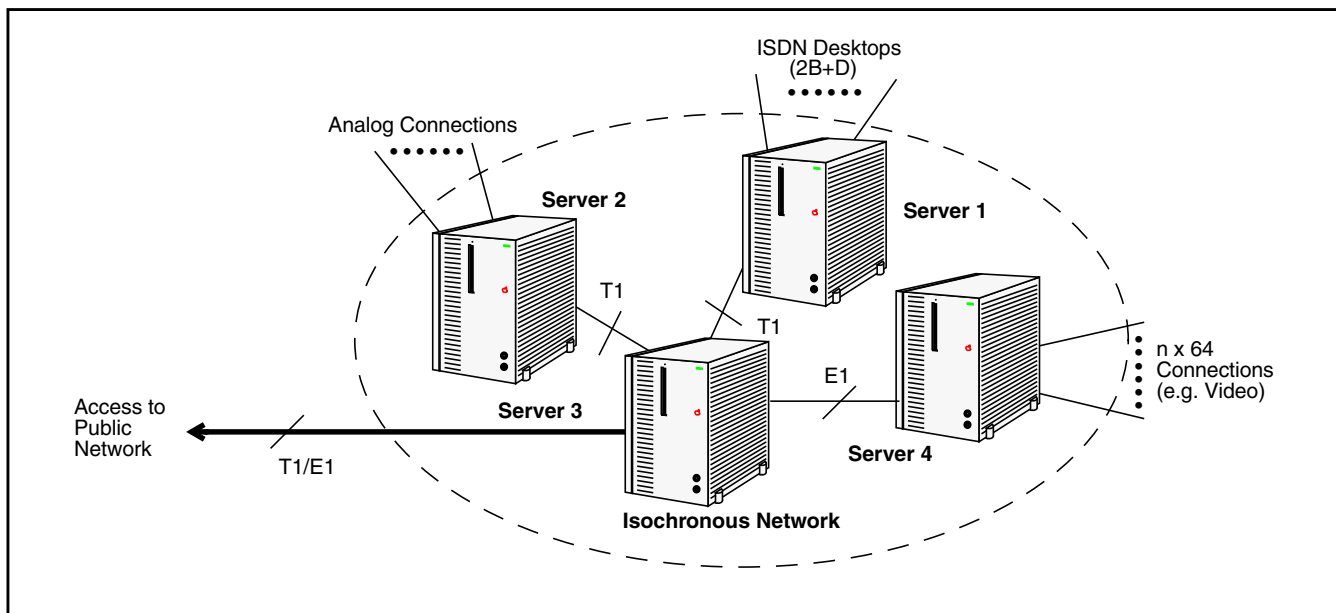 ISDN Desktops
(2B+D)
Analog Connections
Server 2
Server 1
T1
T1
n x 64
Connections
(e.g. Video)
E1
Access to
Public
Network
Server 3
Server 4
T1/E1
Isochronous Network